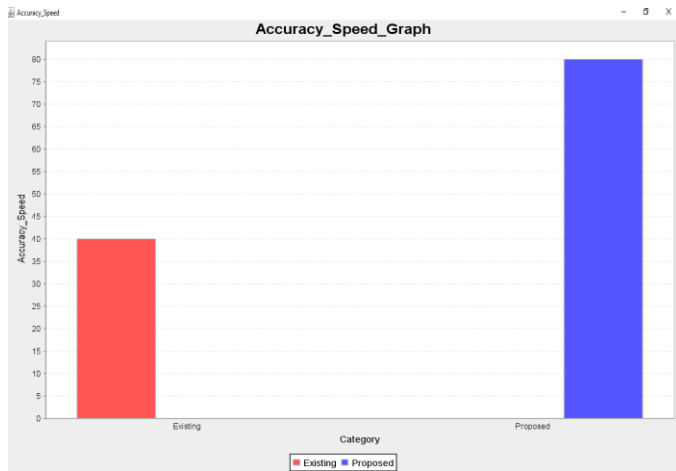 Accuracy_Speed
Accuracy_Speed_Graph
80
75
70
65
60
55
50
45
40
35
30
25
20
15
10
5
0
Accuracy_Speed
Existing Proposed
Category
Existing Proposed